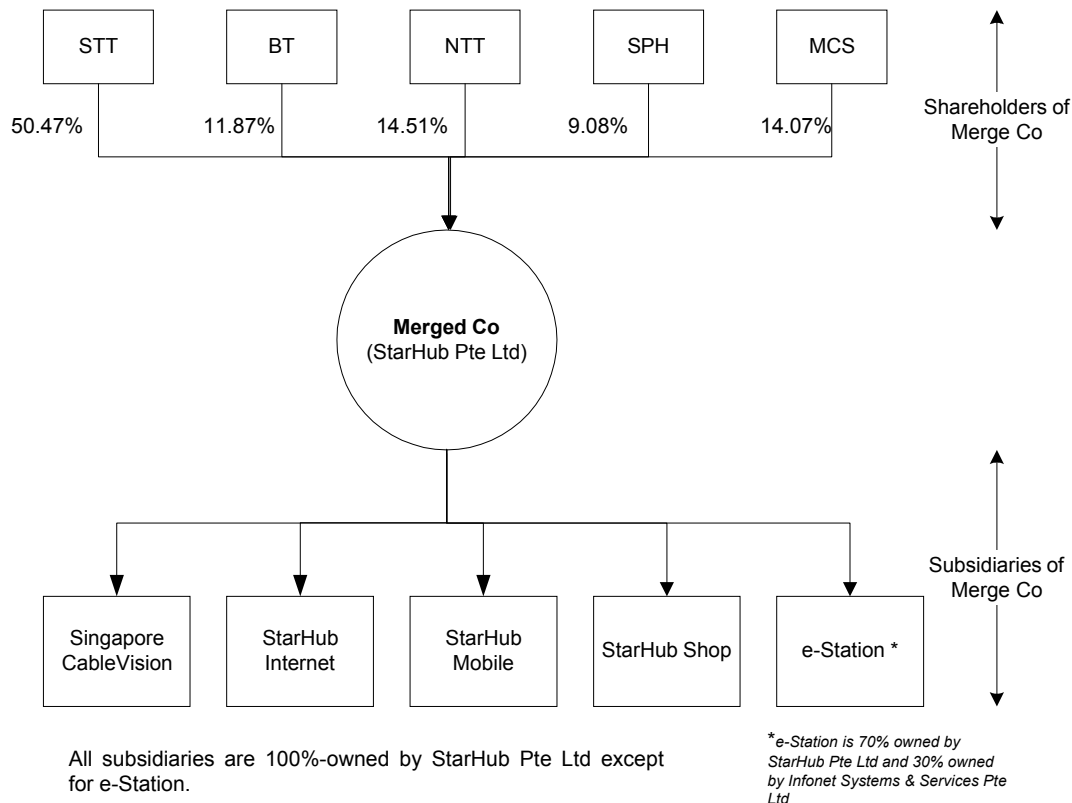 STT
BT
NTT
SPH
MCS
50.47%
11.87%
14.51%
9.08%
14.07%
Shareholders of
Merge Co
Merged Co
(StarHub Pte Ltd)
Subsidiaries of
Merge Co
Singapore
CableVision
StarHub
Internet
StarHub
Mobile
StarHub Shop
e-Station *
All subsidiaries are 100%-owned by StarHub Pte Ltd except
for e-Station.
*e-Station is 70% owned by
StarHub Pte Ltd and 30% owned
by Infonet Systems & Services Pte
Ltd